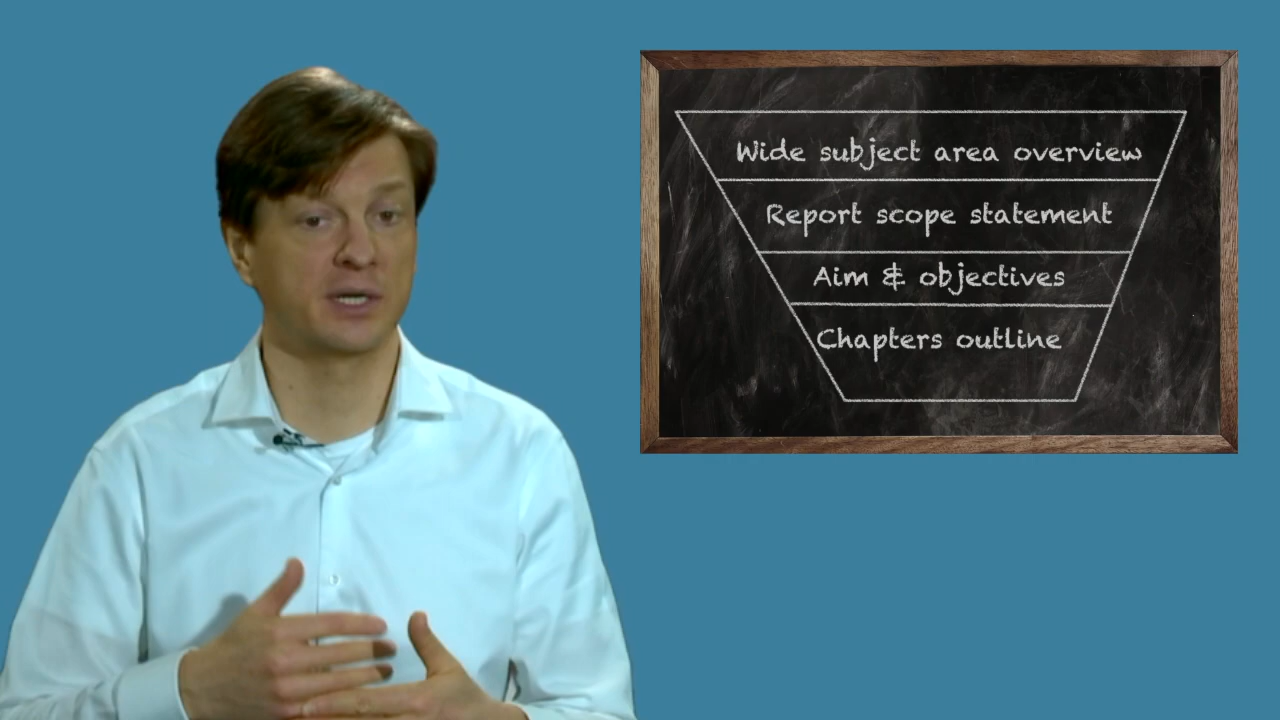 Wide subject area overview
Report scope statement
Aim & objectives
Chapters outline